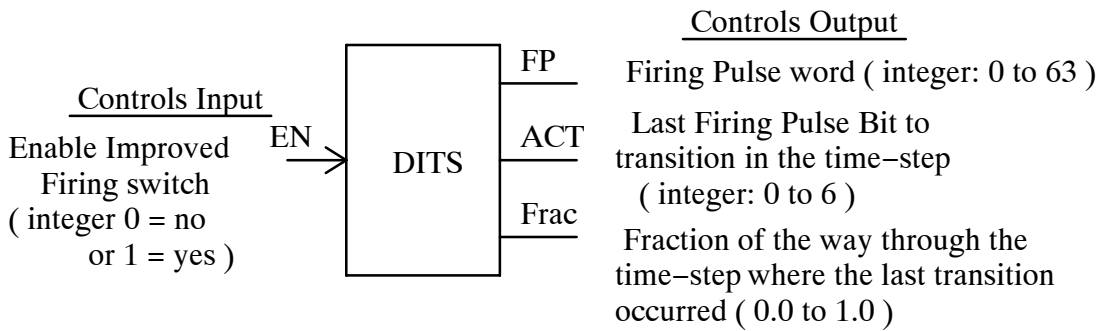 Controls Output
FP
Firing Pulse word ( integer: 0 to 63 )
Controls Input
EN
Enable Improved
Firing switch
( integer 0 = no
or 1 = yes )
DITS
ACT
Last Firing Pulse Bit to
transition in the time−step
( integer: 0 to 6 )
Frac
Fraction of the way through the
time−step where the last transition
occurred ( 0.0 to 1.0 )